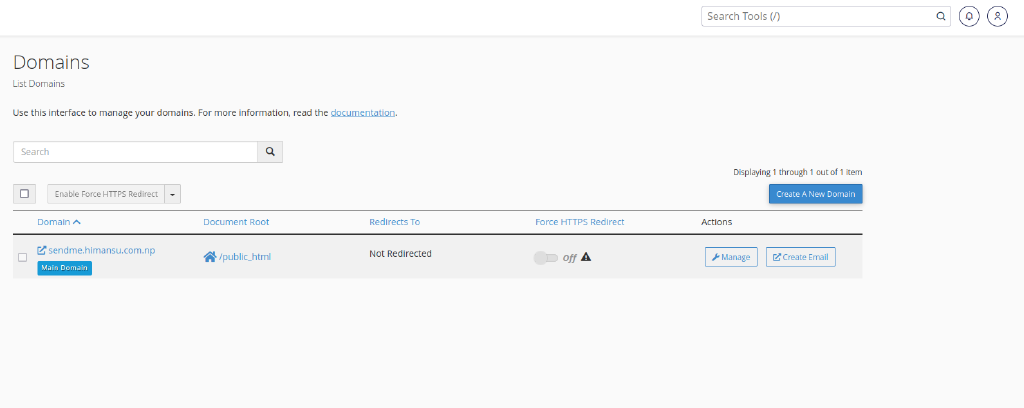 Search Tools (/)
Domains
List Domains
Use this interface to manage your domains. For more information, read the documentation.
Search
Displaying 1 through 1 out of 1 item
Enable Force HTTPS Redirect
Create A New Domain
Domain Document Root Redirects To Force HTTPS Redirect Actions
sendme.himansu.com.np /public_html Not Redirected Off Manage Create Email
Main Domain